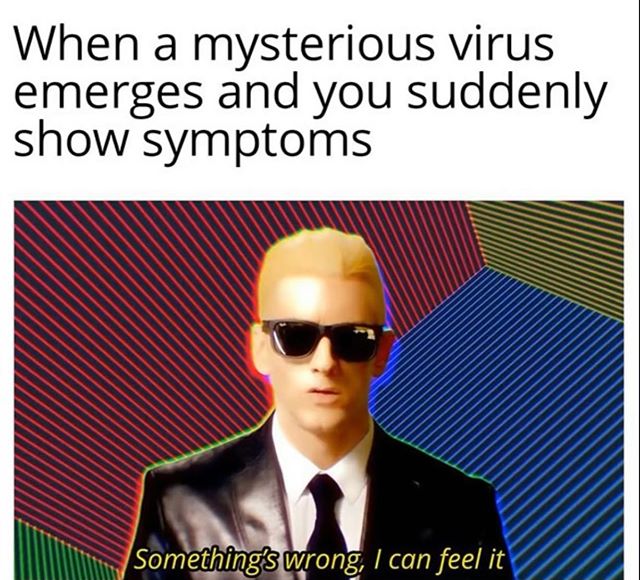 When a mysterious virus
emerges and you suddenly
show symptoms
Something's wrong, I can feel it